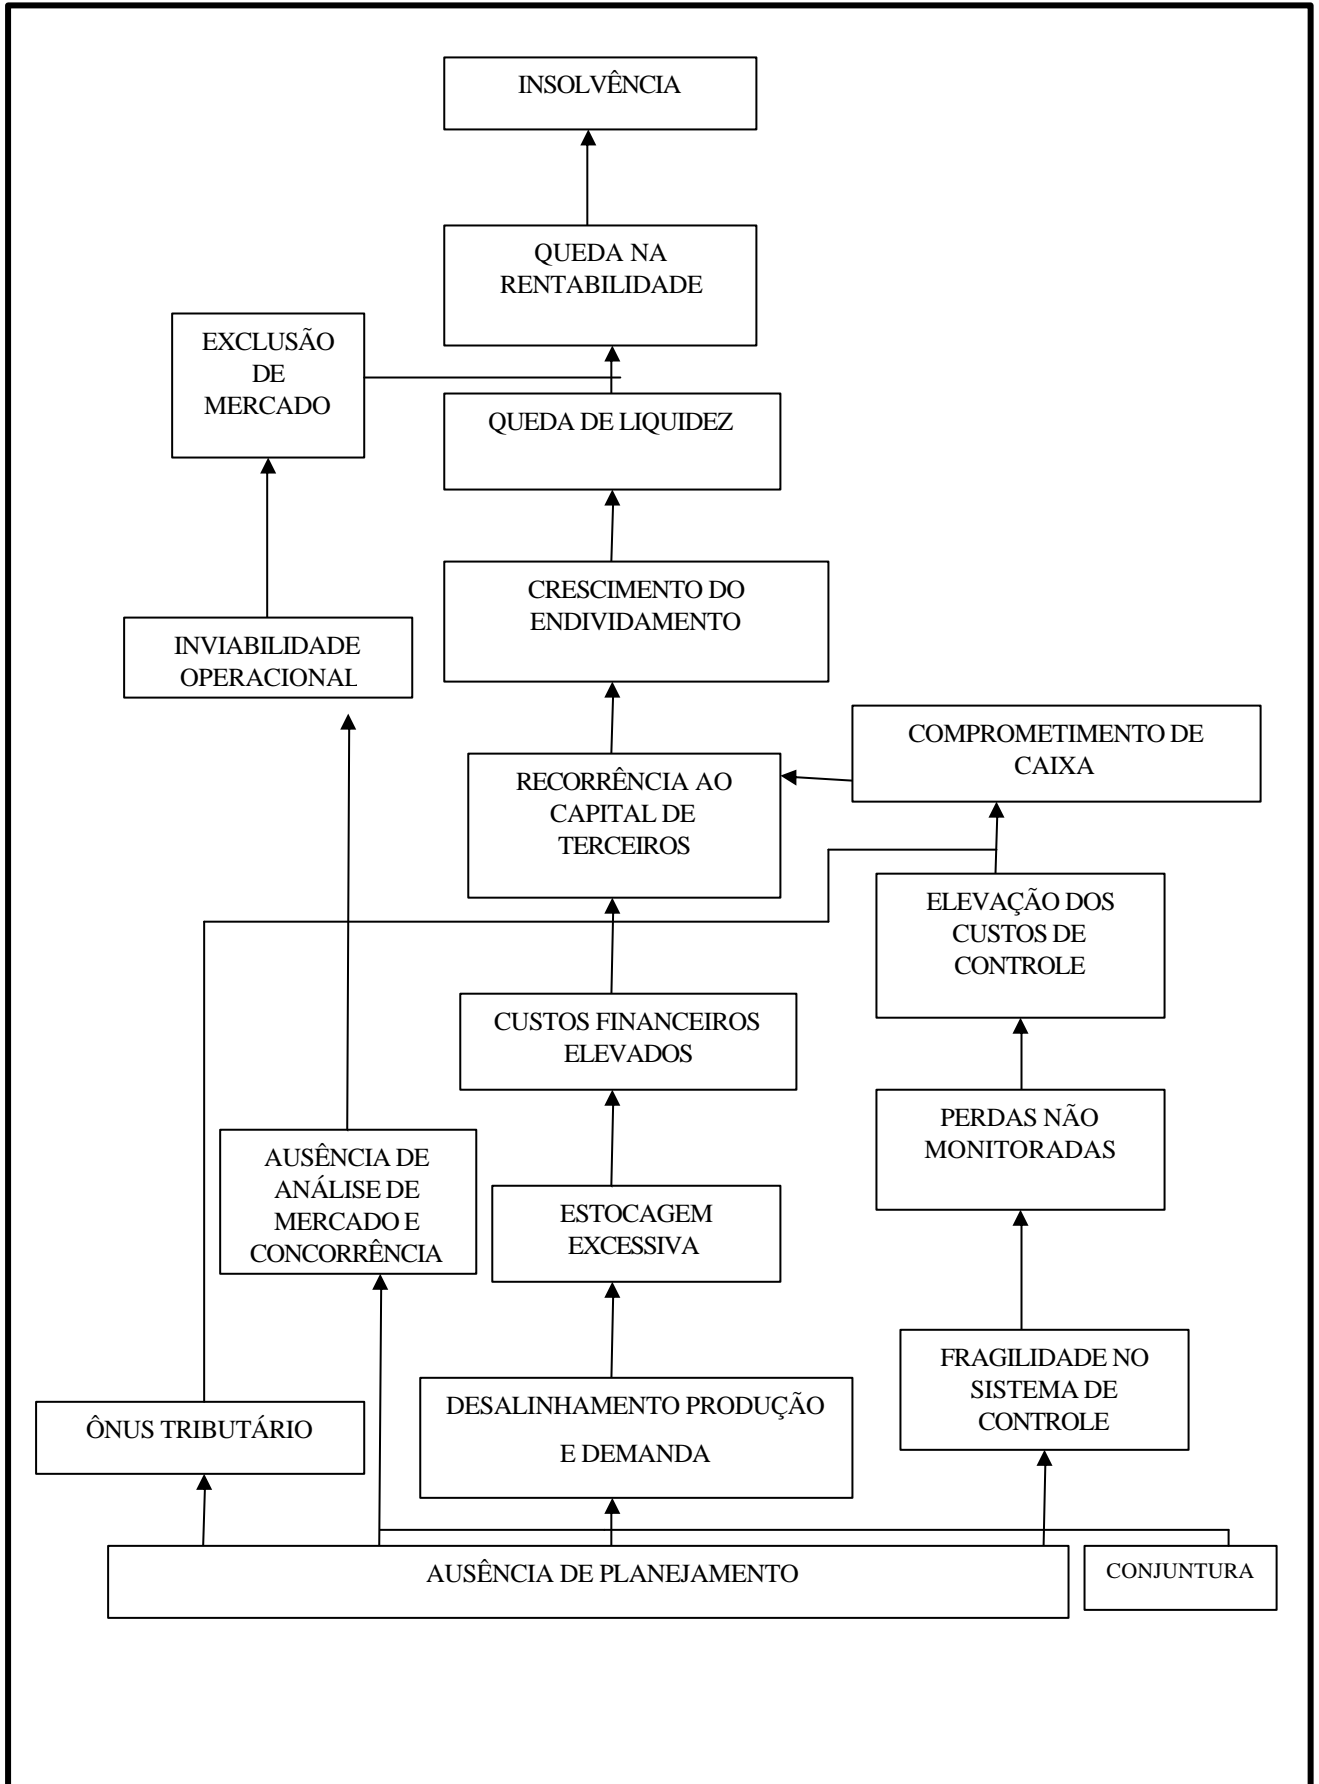 INSOLVÊNCIA
QUEDA NA
RENTABILIDADE
EXCLUSÃO
DE
MERCADO
QUEDA DE LIQUIDEZ
CRESCIMENTO DO
ENDIVIDAMENTO
INVIABILIDADE
OPERACIONAL
COMPROMETIMENTO DE
CAIXA
RECORRÊNCIA AO
CAPITAL DE
TERCEIROS
ELEVAÇÃO DOS
CUSTOS DE
CONTROLE
CUSTOS FINANCEIROS
ELEVADOS
PERDAS NÃO
MONITORADAS
AUSÊNCIA DE
ANÁLISE DE
MERCADO E
CONCORRÊNCIA
ESTOCAGEM
EXCESSIVA
FRAGILIDADE NO
SISTEMA DE
CONTROLE
DESALINHAMENTO PRODUÇÃO
E DEMANDA
ÔNUS TRIBUTÁRIO
AUSÊNCIA DE PLANEJAMENTO
CONJUNTURA